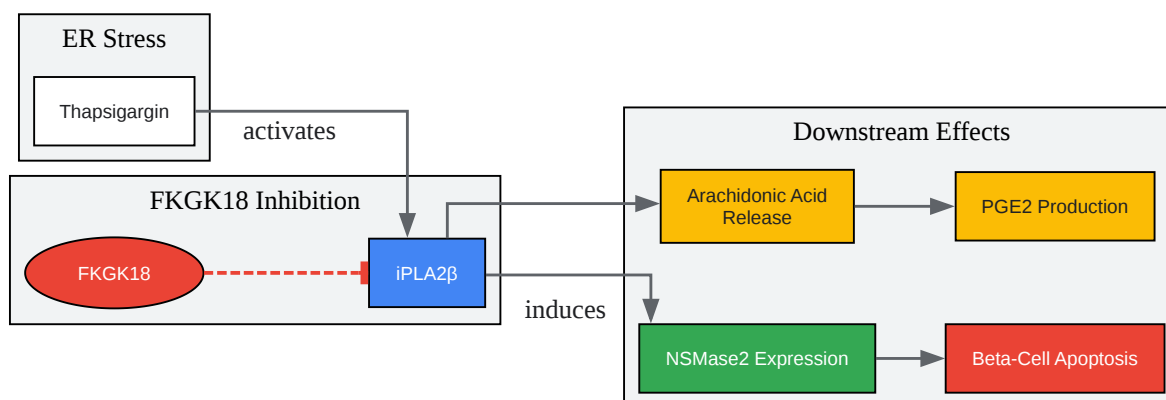 ER Stress
Thapsigargin
activates
FKGK18 Inhibition
FKGK18
iPLA2β
induces
Downstream Effects
Arachidonic Acid
Release
PGE2 Production
NSMase2 Expression
Beta-Cell Apoptosis